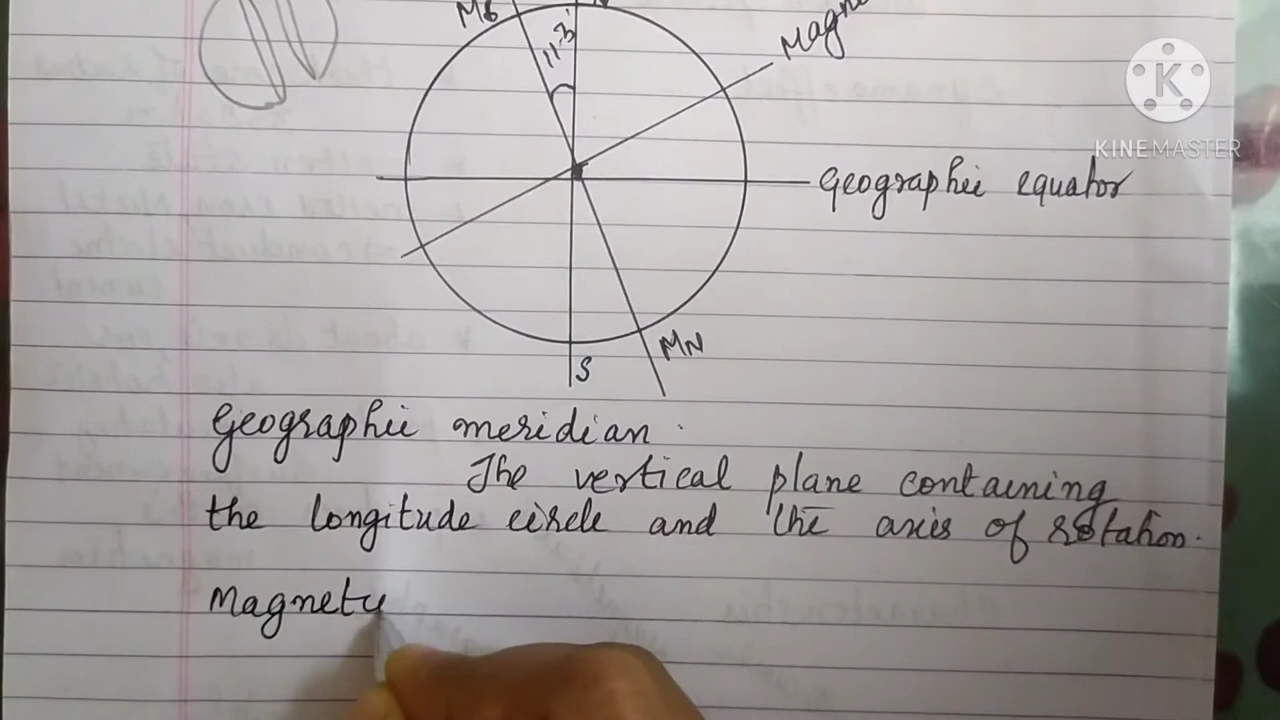 MG
11.3°
Magne
K
KINEMASTER
Geographic equator
MN
S
Geographic meridian.
The vertical plane containing
the longitude circle and the axis of rotation.
Magnetic